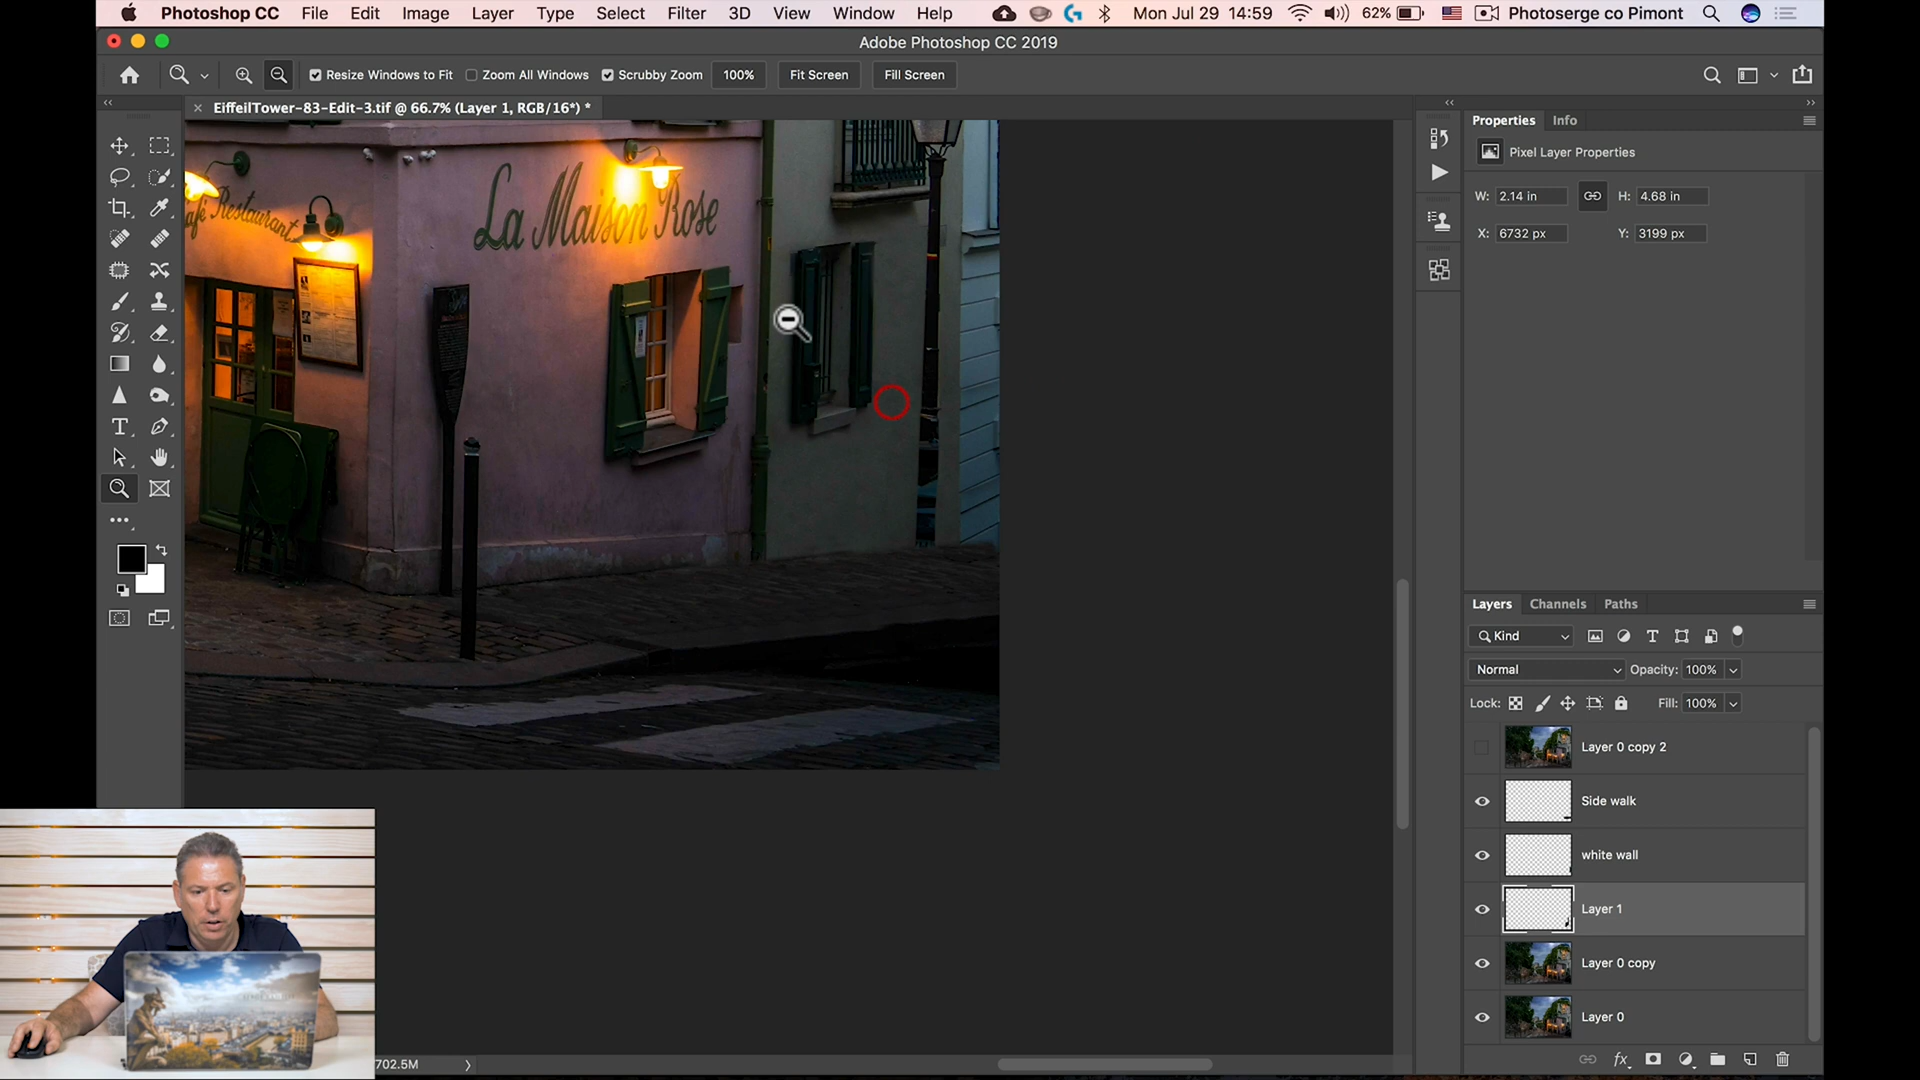 Photoshop CC File Edit Image Layer Type Select Filter 3D View Window Help Mon Jul 29 14:59 62% Photoserge co Pimont
Adobe Photoshop CC 2019
Resize Windows to Fit Zoom All Windows Scrubby Zoom 100% Fit Screen Fill Screen
EiffeilTower-83-Edit-3.tif @ 66.7% (Layer 1, RGB/16*) *
Properties Info
Pixel Layer Properties
W: 2.14 in H: 4.68 in
X: 6732 px Y: 3199 px
La Maison Rose
Café Restaurant
Layers Channels Paths
Kind
Normal Opacity: 100%
Lock: Fill: 100%
Layer 0 copy 2
Side walk
white wall
Layer 1
Layer 0 copy
Layer 0
702.5M